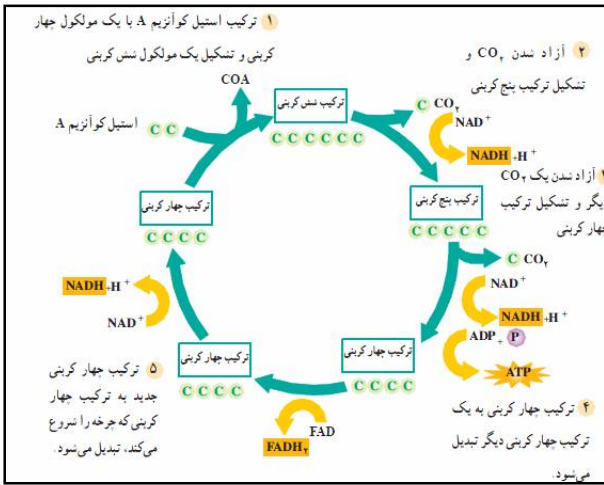 ۱ ترکیب استیل کوآنزیم A با یک مولکول چهار
کربنی و تشکیل یک مولکول شش کربنی
۲ آزاد شدن CO۲ و
تشکیل ترکیب پنج کربنی
COA
ترکیب شش کربنی
C CO۲
NAD+
NADH+H+
استیل کوآنزیم A
C C
C C C C C C
۳ آزاد شدن یک CO۲
دیگر و تشکیل ترکیب
چهار کربنی
ترکیب پنج کربنی
C C C C C
ترکیب چهار کربنی
C C C C
C CO۲
NAD+
NADH+H+
ADP+ P
ATP
NADH+H+
NAD+
ترکیب چهار کربنی
C C C C
ترکیب چهار کربنی
C C C C
FAD
FADH۲
۵ ترکیب چهار کربنی
جدید به ترکیب چهار
کربنی که چرخه را شروع
می‌کند، تبدیل می‌شود.
۴ ترکیب چهار کربنی به یک
ترکیب چهار کربنی دیگر تبدیل
می‌شود.